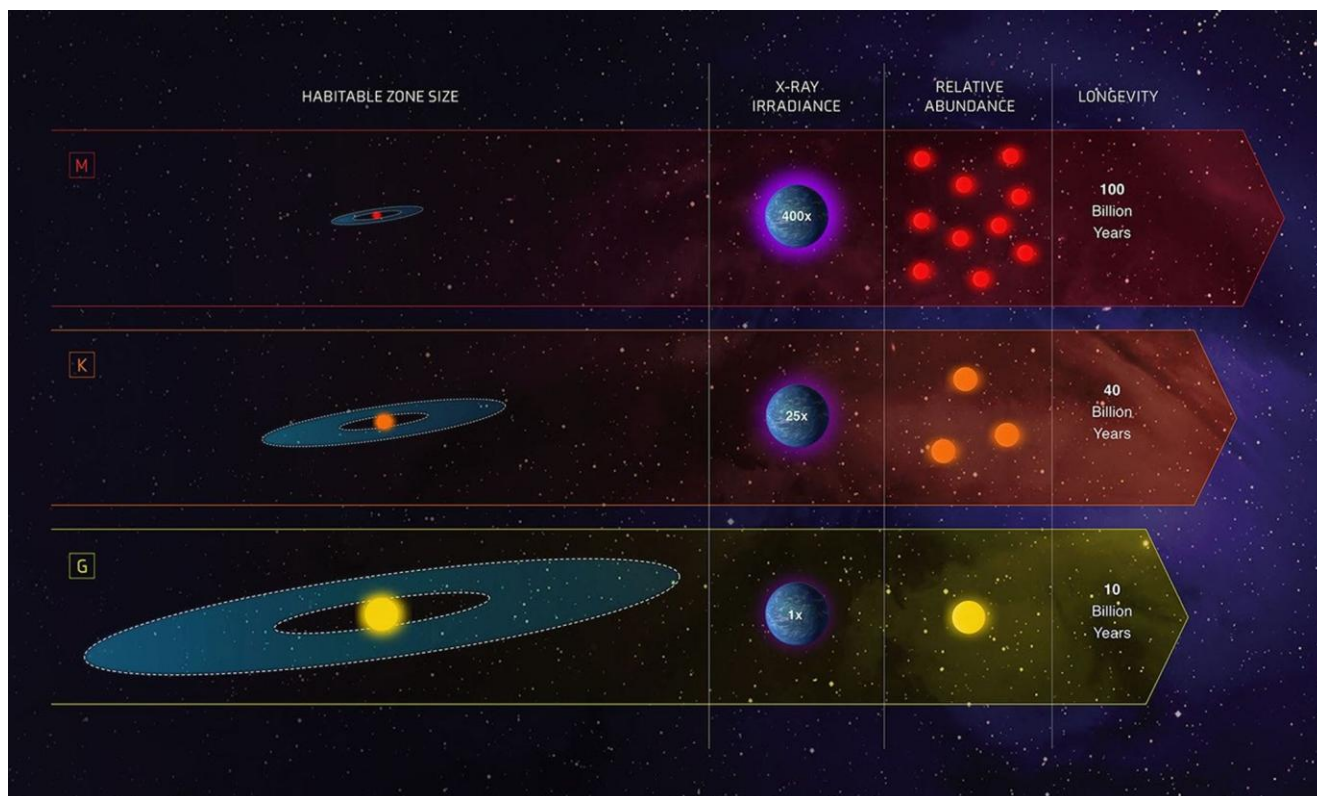 HABITABLE ZONE SIZE
X-RAY
IRRADIANCE
RELATIVE
ABUNDANCE
LONGEVITY
M
400x
100
Billion
Years
K
25x
40
Billion
Years
G
1x
10
Billion
Years